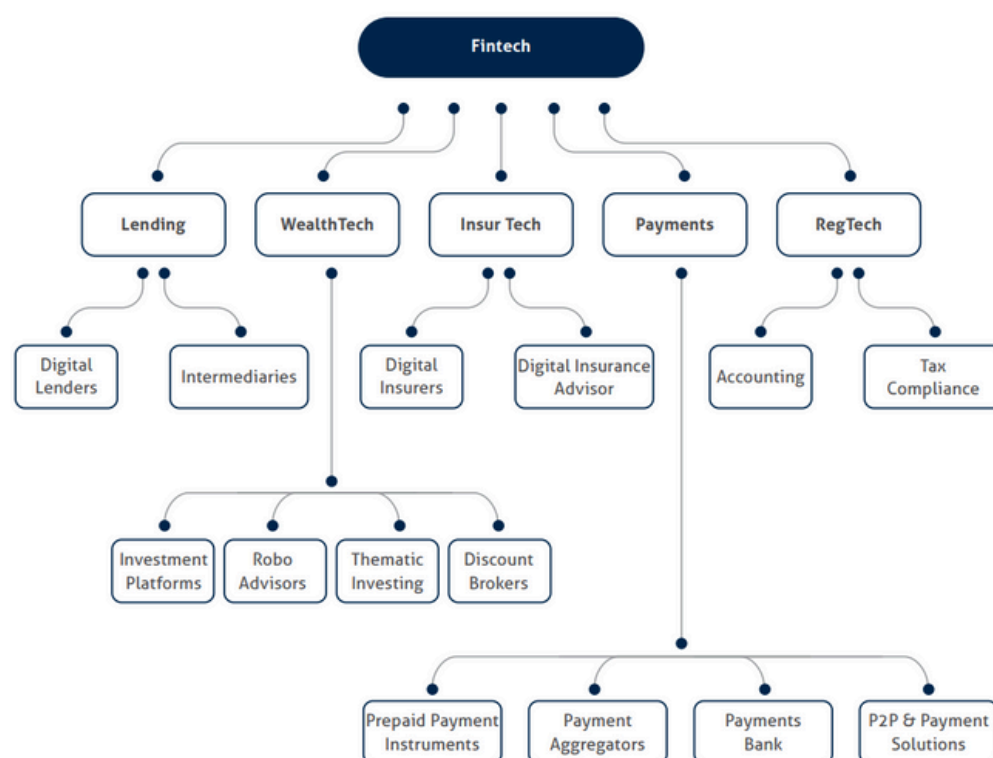 Fintech
Lending
WealthTech
Insur Tech
Payments
RegTech
Digital
Lenders
Intermediaries
Digital
Insurers
Digital Insurance
Advisor
Accounting
Tax
Compliance
Investment
Platforms
Robo
Advisors
Thematic
Investing
Discount
Brokers
Prepaid Payment
Instruments
Payment
Aggregators
Payments
Bank
P2P & Payment
Solutions